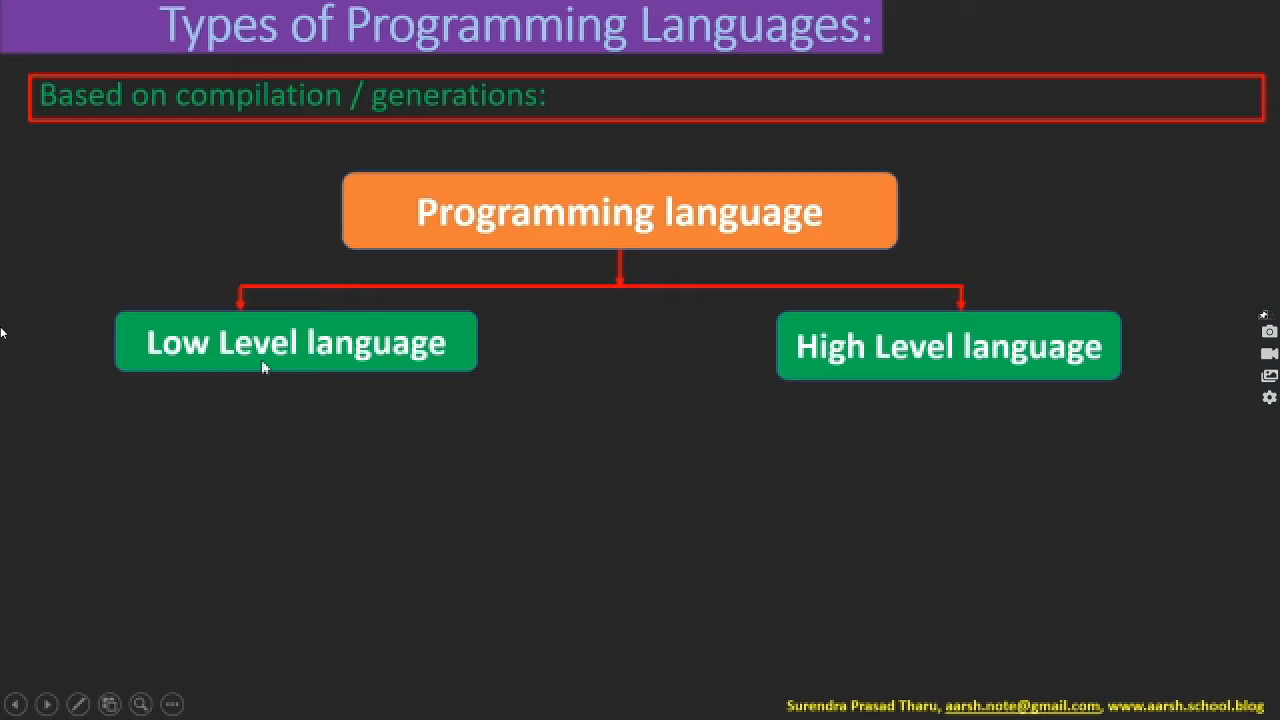 Types of Programming Languages:
Based on compilation / generations:
Programming language
Low Level language
High Level language
Surendra Prasad Tharu, aarsh.note@gmail.com, www.aarsh.school.blog